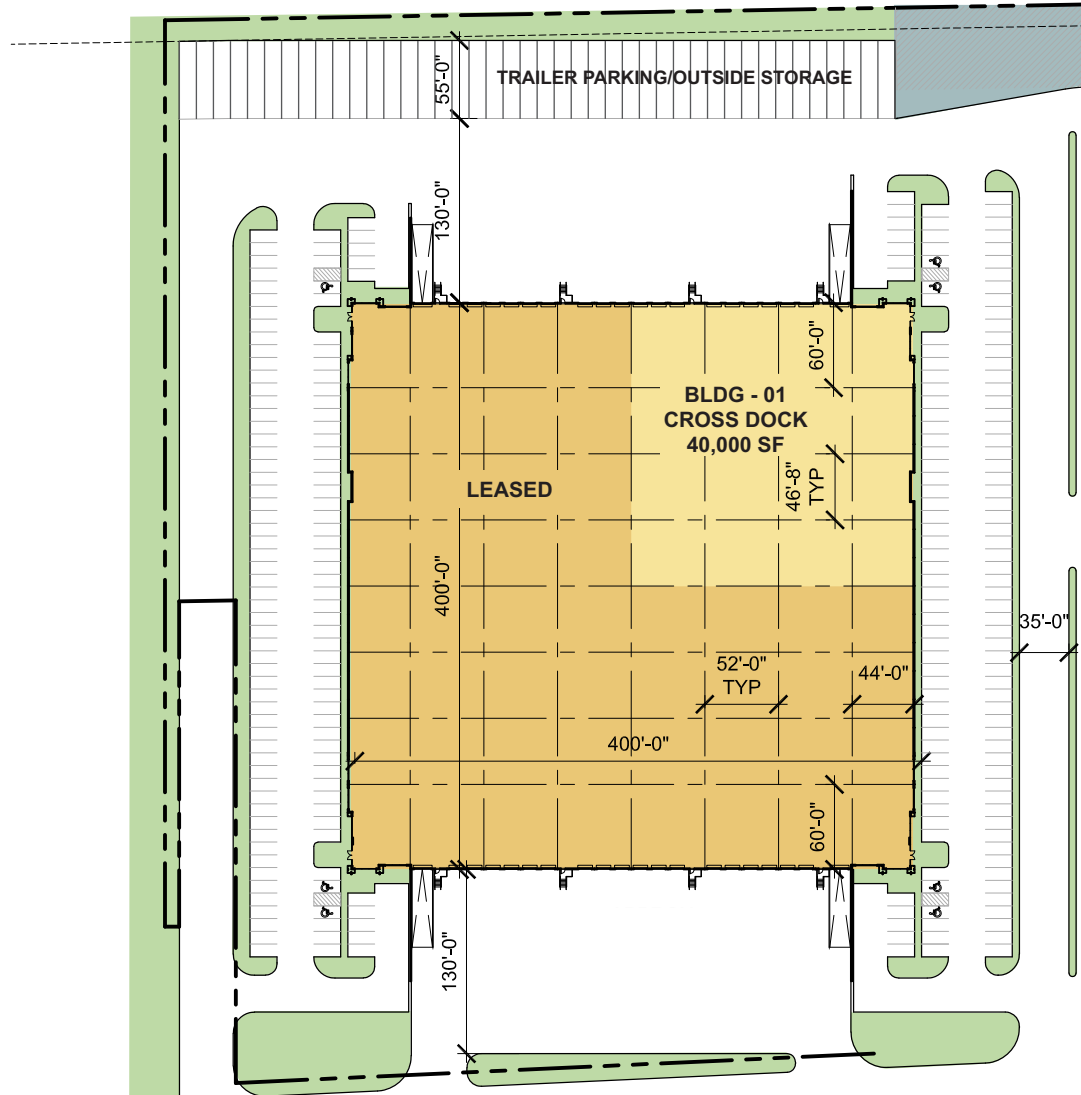 TRAILER PARKING/OUTSIDE STORAGE
55'-0"
130'-0"
60'-0"
BLDG - 01
CROSS DOCK
40,000 SF
46'-8"
TYP
LEASED
400'-0"
35'-0"
52'-0"
TYP
44'-0"
400'-0"
60'-0"
130'-0"